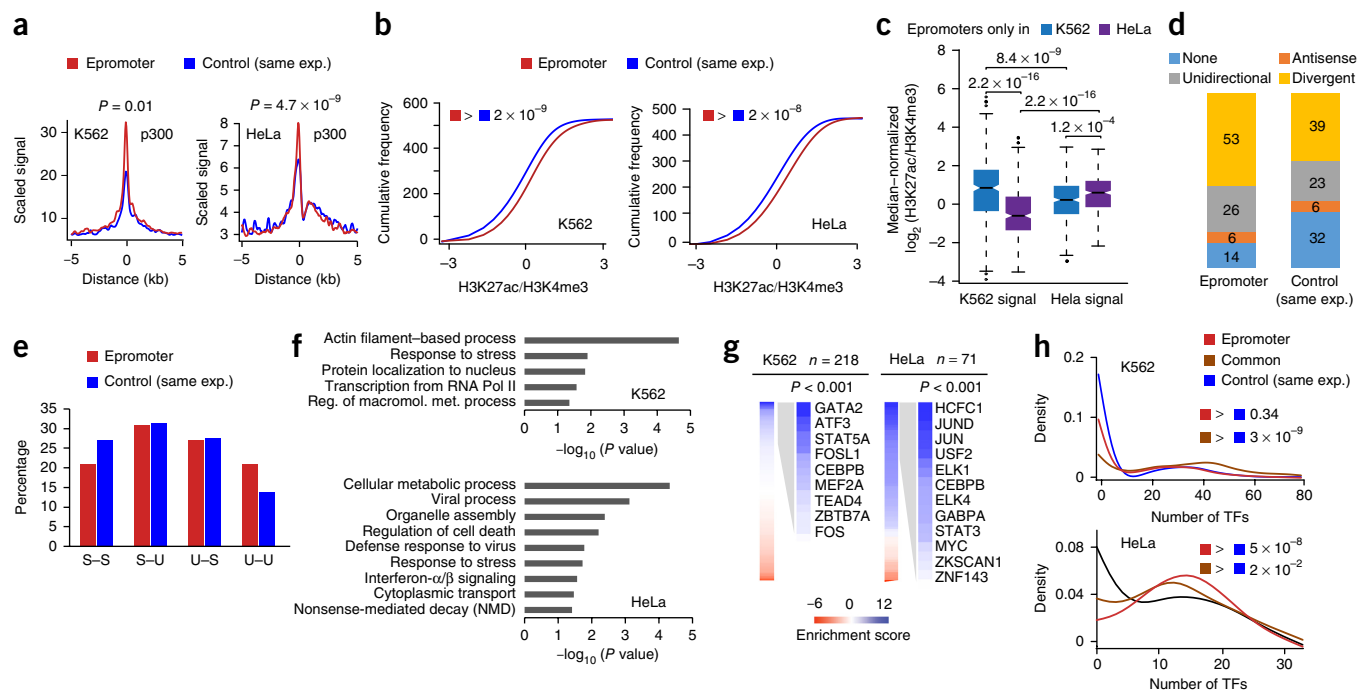 a
Epromoter
Control (same exp.)
P = 0.01
K562
p300
Scaled signal
30
20
10
–5
0
5
Distance (kb)
P = 4.7 × 10⁻⁹
HeLa
p300
Scaled signal
9
8
7
6
5
4
3
–5
0
5
Distance (kb)
b
Epromoter
Control (same exp.)
> 2 × 10⁻⁹
Cumulative frequency
600
500
400
300
200
100
0
K562
–3
0
3
H3K27ac/H3K4me3
> 2 × 10⁻⁸
Cumulative frequency
500
400
300
200
100
0
HeLa
–3
0
3
H3K27ac/H3K4me3
c
Epromoters only in K562 HeLa
8.4 × 10⁻⁹
2.2 × 10⁻¹⁶
2.2 × 10⁻¹⁶
1.2 × 10⁻⁴
Median–normalized
log₂ (H3K27ac/H3K4me3)
8
6
4
2
0
−2
−4
K562 signal
Hela signal
d
None
Antisense
Unidirectional
Divergent
53
26
6
14
39
23
6
32
Epromoter
Control
(same exp.)
e
Epromoter
Control (same exp.)
Percentage
35
30
25
20
15
10
5
0
S–S
S–U
U–S
U–U
f
Actin filament–based process
Response to stress
Protein localization to nucleus
Transcription from RNA Pol II
Reg. of macromol. met. process
K562
0 1 2 3 4 5
–log₁₀ (P value)
Cellular metabolic process
Viral process
Organelle assembly
Regulation of cell death
Defense response to virus
Response to stress
Interferon-α/β signaling
Cytoplasmic transport
Nonsense-mediated decay (NMD)
HeLa
0 1 2 3 4 5
–log₁₀ (P value)
g
K562 n = 218
P < 0.001
GATA2
ATF3
STAT5A
FOSL1
CEBPB
MEF2A
TEAD4
ZBTB7A
FOS
HeLa n = 71
P < 0.001
HCFC1
JUND
JUN
USF2
ELK1
CEBPB
ELK4
GABPA
STAT3
MYC
ZKSCAN1
ZNF143
−6 0 12
Enrichment score
h
Epromoter
Common
Control (same exp.)
K562
> 0.34
> 3 × 10⁻⁹
Density
0.2
0.1
0
0 20 40 60 80
Number of TFs
HeLa
> 5 × 10⁻⁸
> 2 × 10⁻²
Density
0.08
0.04
0
0 10 20 30
Number of TFs